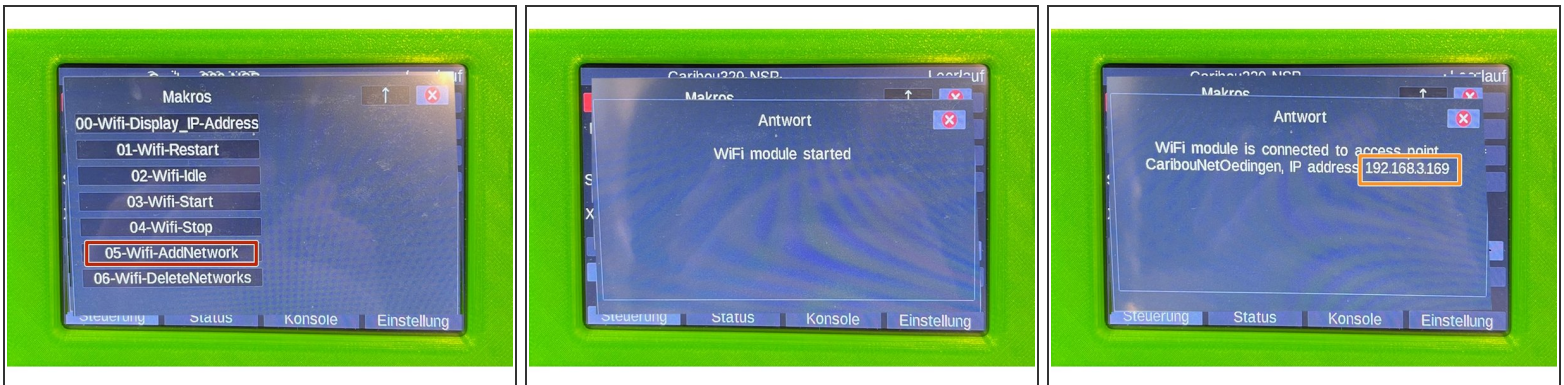 Makros
↑
00-Wifi-Display_IP-Address
01-Wifi-Restart
02-Wifi-Idle
03-Wifi-Start
04-Wifi-Stop
05-Wifi-AddNetwork
06-Wifi-DeleteNetworks
Steuerung Status Konsole Einstellung
Caribou320-NSP Leerlauf
Makros ↑
Antwort
WiFi module started
Steuerung Status Konsole Einstellung
Caribou320-NSP Leerlauf
Makros ↑
Antwort
WiFi module is connected to access point
CaribouNetOedingen, IP address 192.168.3.169
Steuerung Status Konsole Einstellung